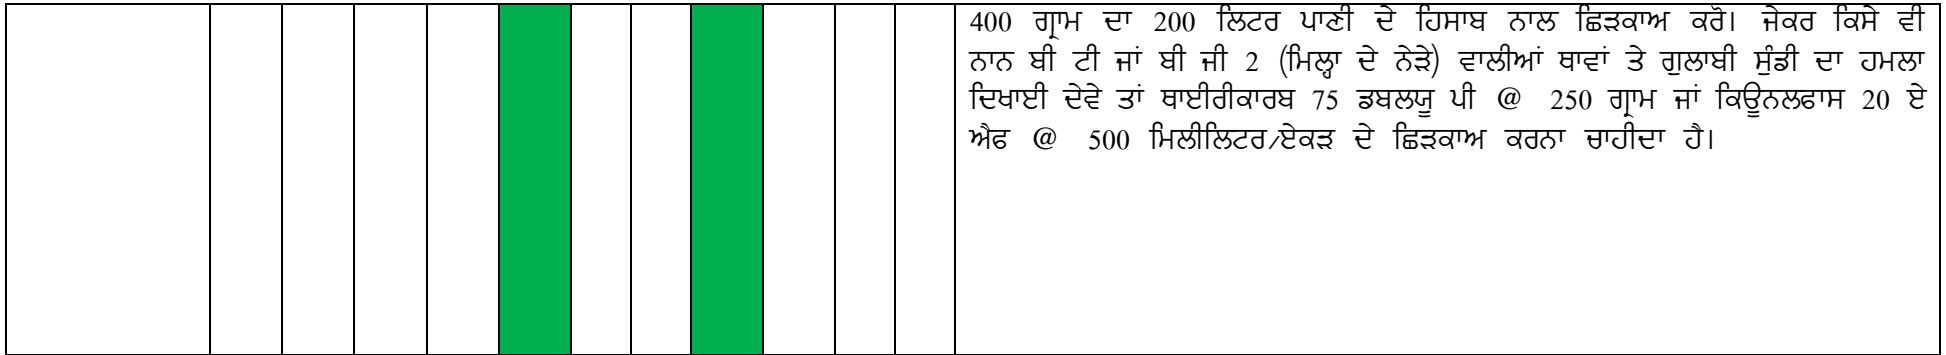 400 ਗ੍ਰਾਮ ਦਾ 200 ਲਿਟਰ ਪਾਣੀ ਦੇ ਹਿਸਾਬ ਨਾਲ ਛਿੜਕਾਅ ਕਰੋ। ਜੇਕਰ ਕਿਸੇ ਵੀ
ਨਾਨ ਬੀ ਟੀ ਜਾਂ ਬੀ ਜੀ 2 (ਮਿਲ੍ਹਾ ਦੇ ਨੇੜੇ) ਵਾਲੀਆਂ ਥਾਵਾਂ ਤੇ ਗੁਲਾਬੀ ਸੁੰਡੀ ਦਾ ਹਮਲਾ
ਦਿਖਾਈ ਦੇਵੇ ਤਾਂ ਥਾਈਰੀਕਾਰਬ 75 ਡਬਲਯੂ ਪੀ @ 250 ਗ੍ਰਾਮ ਜਾਂ ਕਿਊਨਲਫਾਸ 20 ਏ
ਐਫ @ 500 ਮਿਲੀਲਿਟਰ/ਏਕੜ ਦੇ ਛਿੜਕਾਅ ਕਰਨਾ ਚਾਹੀਦਾ ਹੈ।